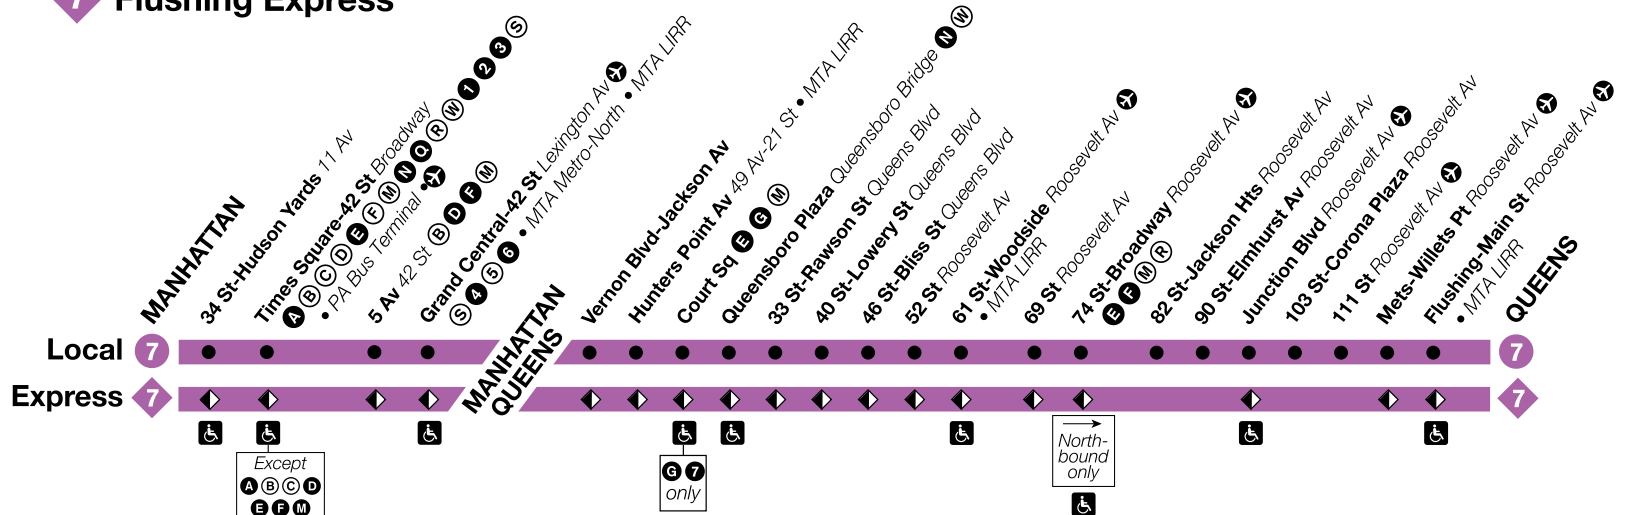 7 Flushing Express
MANHATTAN
34 St-Hudson Yards 11 Av
Times Square-42 St Broadway
A B C D E F M N Q R W 1 2 3 S
• PA Bus Terminal •
5 Av 42 St B D F M
Grand Central-42 St Lexington Av
S 4 5 6 • MTA Metro-North • MTA LIRR
MANHATTAN
QUEENS
Vernon Blvd-Jackson Av
Hunters Point Av 49 Av-21 St • MTA LIRR
Court Sq E G M
Queensboro Plaza Queensboro Bridge N W
33 St-Rawson St Queens Blvd
40 St-Lowery St Queens Blvd
46 St-Bliss St Queens Blvd
52 St Roosevelt Av
61 St-Woodside Roosevelt Av
• MTA LIRR
69 St Roosevelt Av
74 St-Broadway Roosevelt Av
E F M R
82 St-Jackson Hts Roosevelt Av
90 St-Elmhurst Av Roosevelt Av
Junction Blvd Roosevelt Av
103 St-Corona Plaza Roosevelt Av
111 St Roosevelt Av
Mets-Willets Pt Roosevelt Av
Flushing-Main St Roosevelt Av
• MTA LIRR
QUEENS
Local 7 7
Express 7 7
Except
A B C D
E F M
G 7
only
North-
bound
only